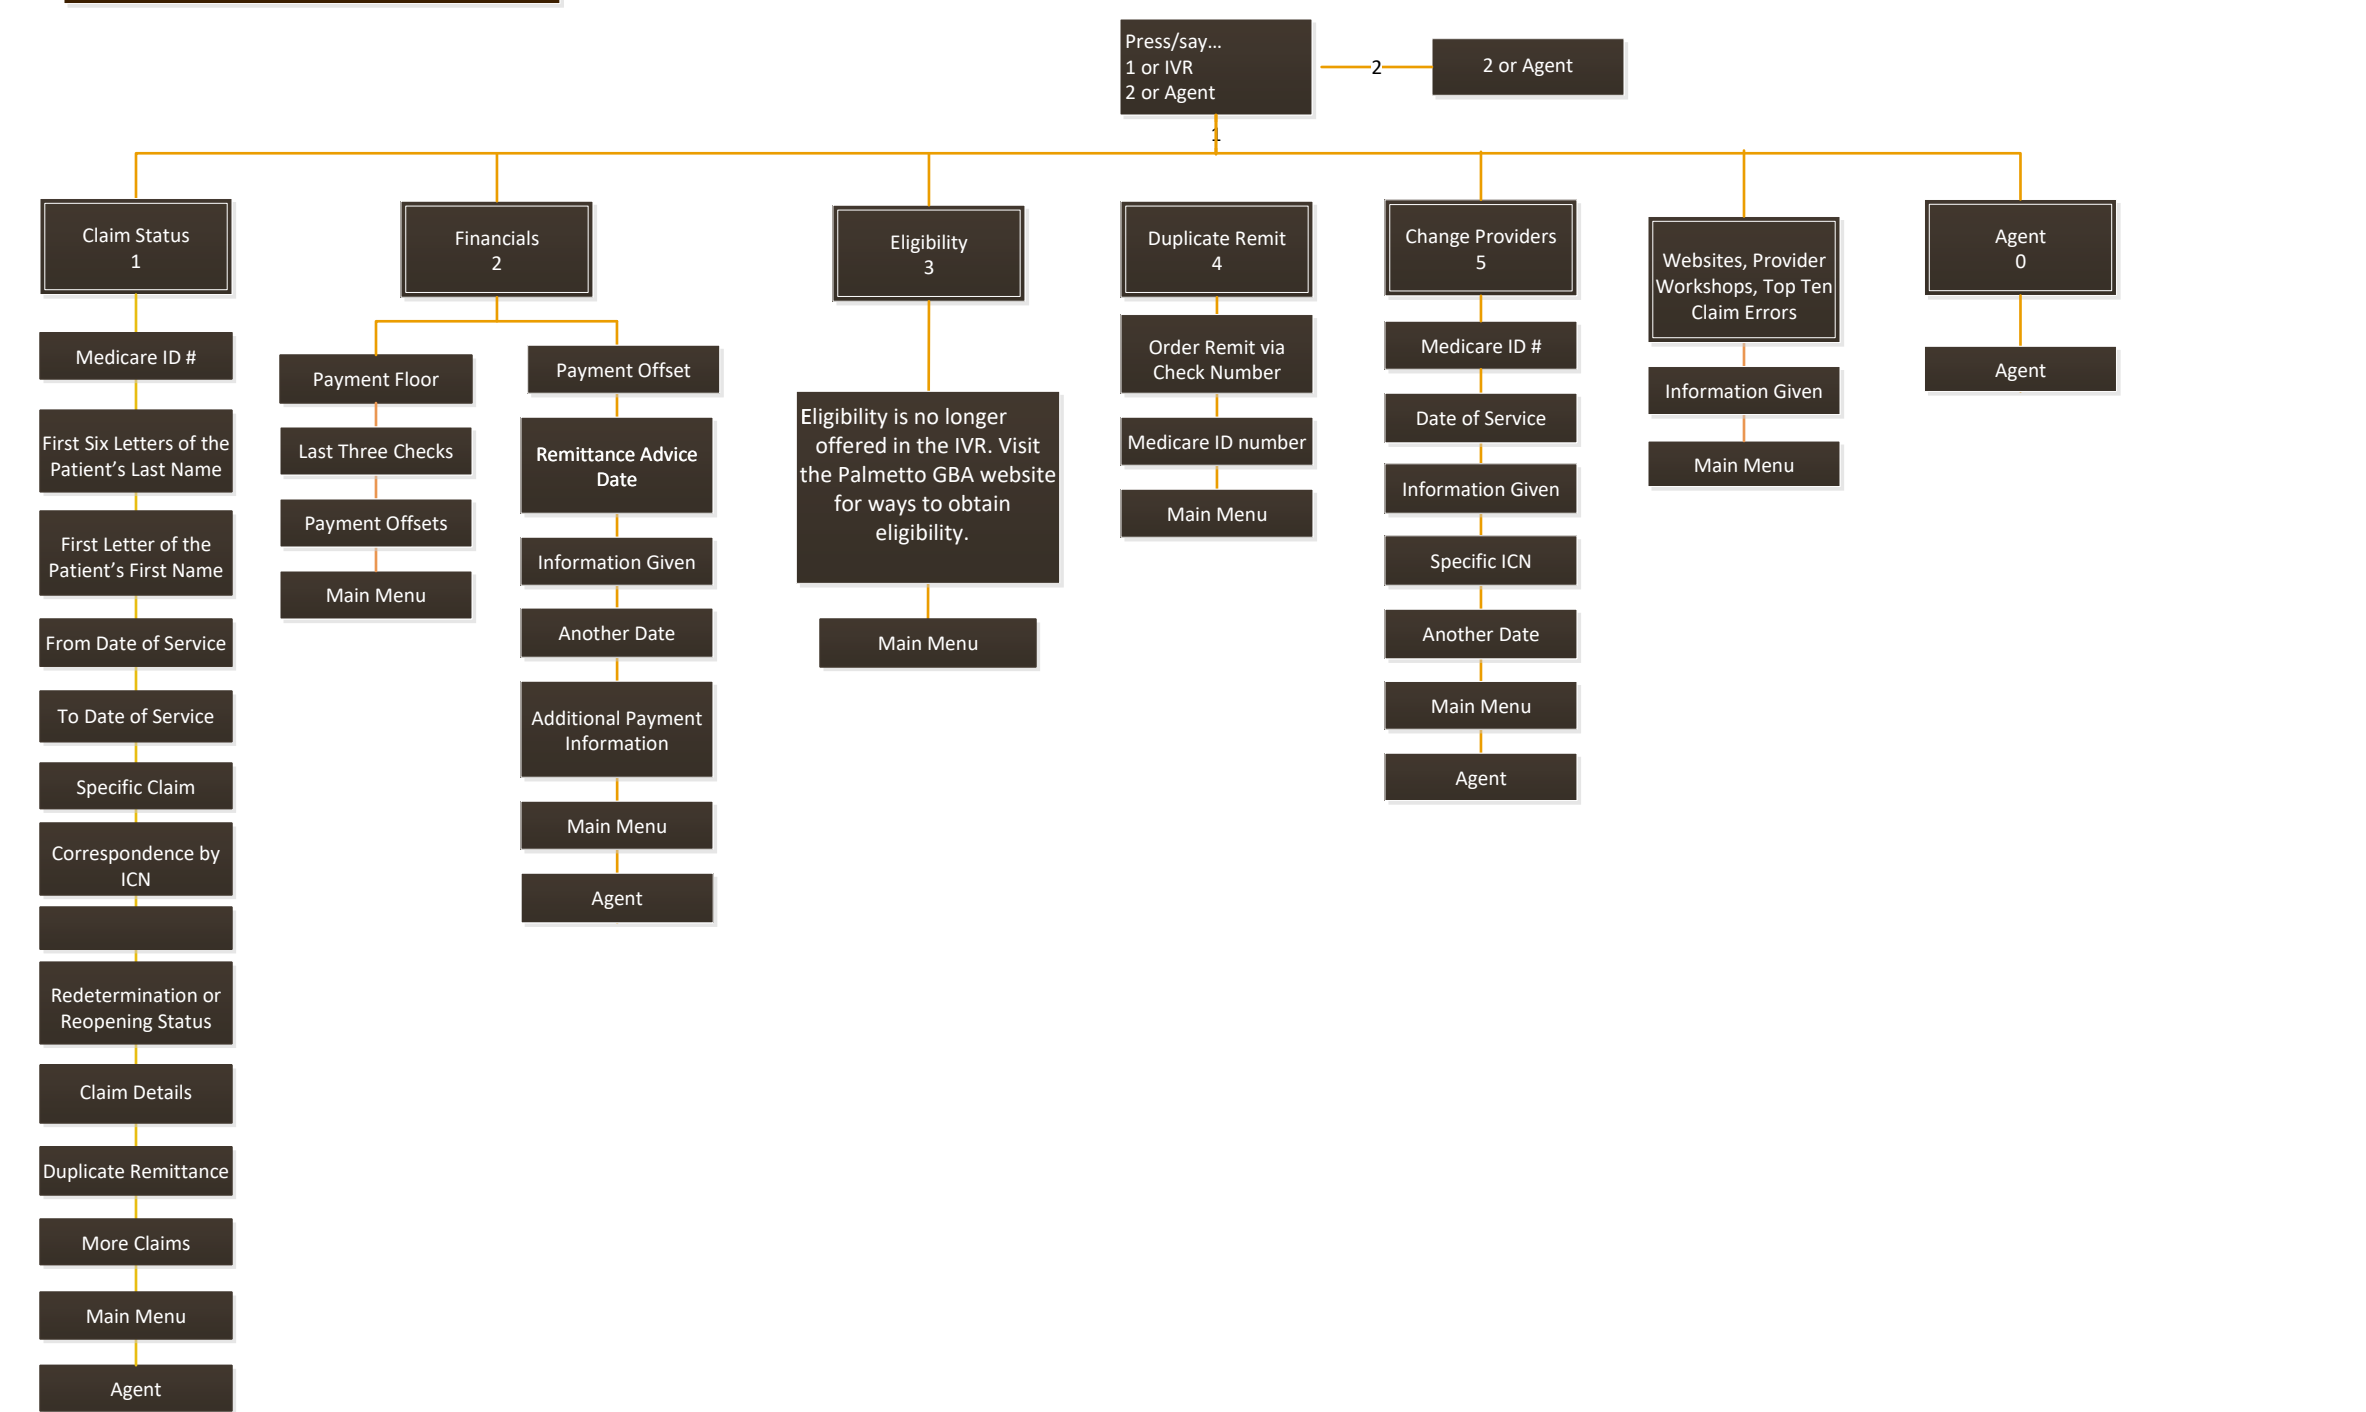 Press/say...
1 or IVR
2 or Agent
2
2 or Agent
1
Claim Status
1
Medicare ID #
First Six Letters of the
Patient’s Last Name
First Letter of the
Patient’s First Name
From Date of Service
To Date of Service
Specific Claim
Correspondence by
ICN
Redetermination or
Reopening Status
Claim Details
Duplicate Remittance
More Claims
Main Menu
Agent
Financials
2
Payment Floor
Last Three Checks
Payment Offsets
Main Menu
Payment Offset
Remittance Advice
Date
Information Given
Another Date
Additional Payment
Information
Main Menu
Agent
Eligibility
3
Eligibility is no longer
offered in the IVR. Visit
the Palmetto GBA website
for ways to obtain
eligibility.
Main Menu
Duplicate Remit
4
Order Remit via
Check Number
Medicare ID number
Main Menu
Change Providers
5
Medicare ID #
Date of Service
Information Given
Specific ICN
Another Date
Main Menu
Agent
Websites, Provider
Workshops, Top Ten
Claim Errors
Information Given
Main Menu
Agent
0
Agent